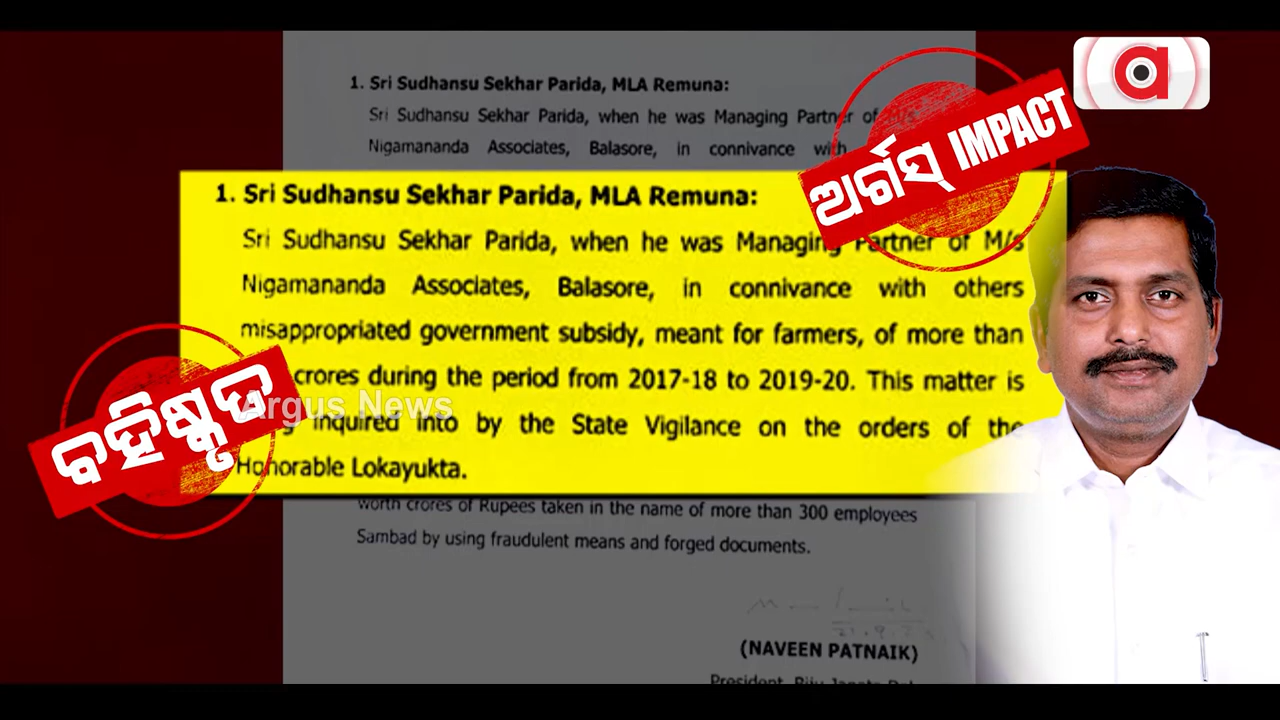 1. Sri Sudhansu Sekhar Parida, MLA Remuna:
Sri Sudhansu Sekhar Parida, when he was Managing Partner of M/s
Nigamananda Associates, Balasore, in connivance with
ଅର୍ଗସ୍ IMPACT
a
1. Sri Sudhansu Sekhar Parida, MLA Remuna:
Sri Sudhansu Sekhar Parida, when he was Managing Partner of M/s
Nigamananda Associates, Balasore, in connivance with others
misappropriated government subsidy, meant for farmers, of more than
crores during the period from 2017-18 to 2019-20. This matter is
inquired into by the State Vigilance on the orders of the
Honorable Lokayukta.
ବହିଷ୍କୃତ
Argus News
worth crores of Rupees taken in the name of more than 300 employees
Sambad by using fraudulent means and forged documents.
(NAVEEN PATNAIK)
President, Biju Janata Dal